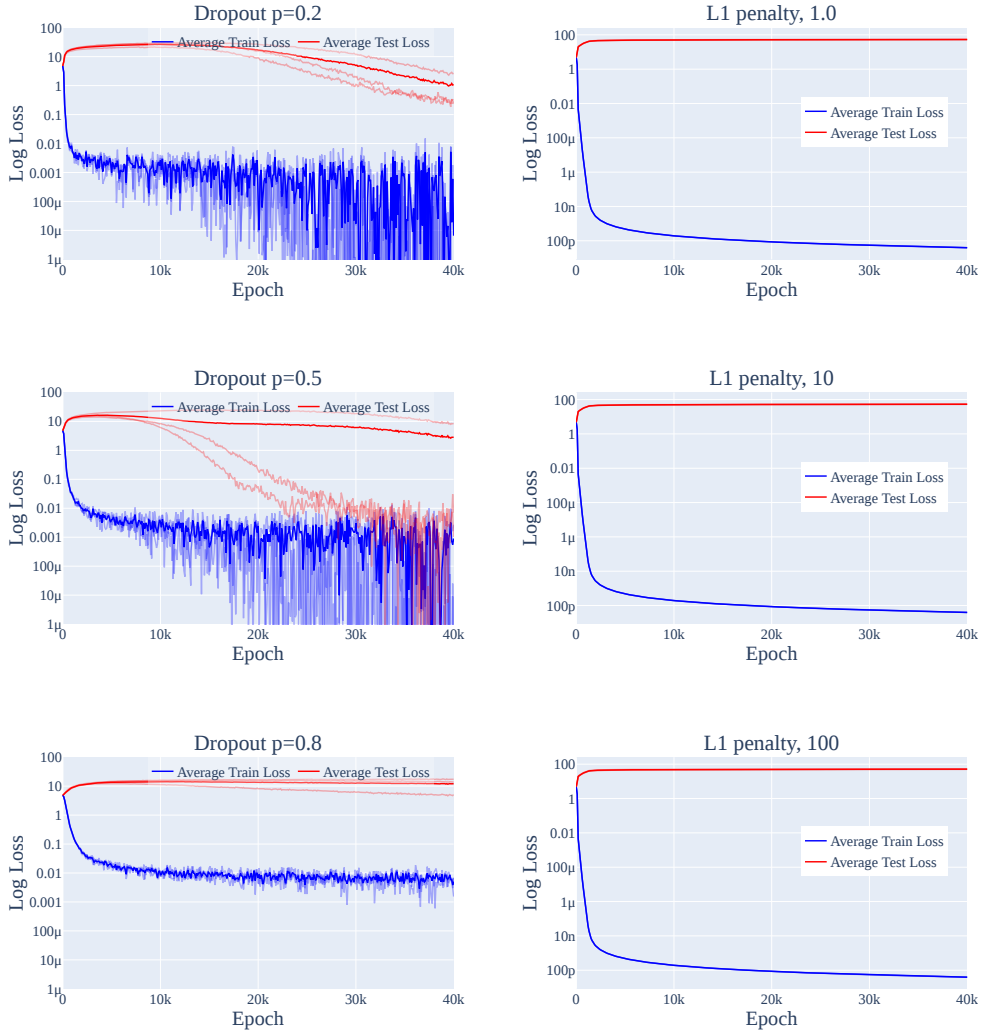 Dropout p=0.2
100
10
1
0.1
0.01
0.001
100μ
10μ
1μ
Log Loss
Average Train Loss
Average Test Loss
0
10k
20k
30k
40k
Epoch
L1 penalty, 1.0
100
1
0.01
100μ
1μ
10n
100p
Log Loss
Average Train Loss
Average Test Loss
0
10k
20k
30k
40k
Epoch
Dropout p=0.5
100
10
1
0.1
0.01
0.001
100μ
10μ
1μ
Log Loss
Average Train Loss
Average Test Loss
0
10k
20k
30k
40k
Epoch
L1 penalty, 10
100
1
0.01
100μ
1μ
10n
100p
Log Loss
Average Train Loss
Average Test Loss
0
10k
20k
30k
40k
Epoch
Dropout p=0.8
100
10
1
0.1
0.01
0.001
100μ
10μ
1μ
Log Loss
Average Train Loss
Average Test Loss
0
10k
20k
30k
40k
Epoch
L1 penalty, 100
100
1
0.01
100μ
1μ
10n
100p
Log Loss
Average Train Loss
Average Test Loss
0
10k
20k
30k
40k
Epoch